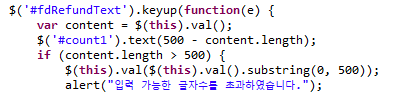 $('#fdRefundText').keyup(function(e) {
var content = $(this).val();
$('#count1').text(500 - content.length);
if (content.length > 500) {
$(this).val($(this).val().substring(0, 500));
alert("입력 가능한 글자수를 초과하였습니다.");